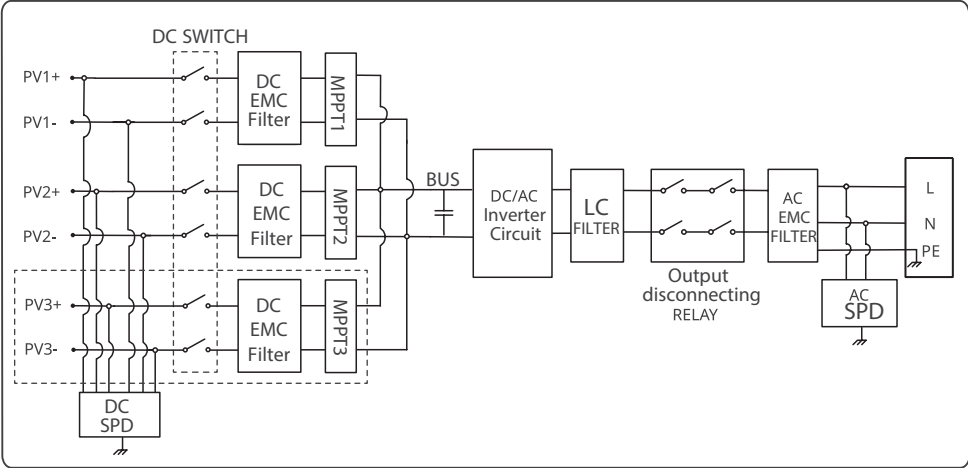 DC SWITCH
PV1+
PV1-
DC
EMC
Filter
MPPT1
PV2+
PV2-
DC
EMC
Filter
MPPT2
PV3+
PV3-
DC
EMC
Filter
MPPT3
DC
SPD
BUS
DC/AC
Inverter
Circuit
LC
FILTER
Output
disconnecting
RELAY
AC
EMC
FILTER
L
N
PE
AC
SPD